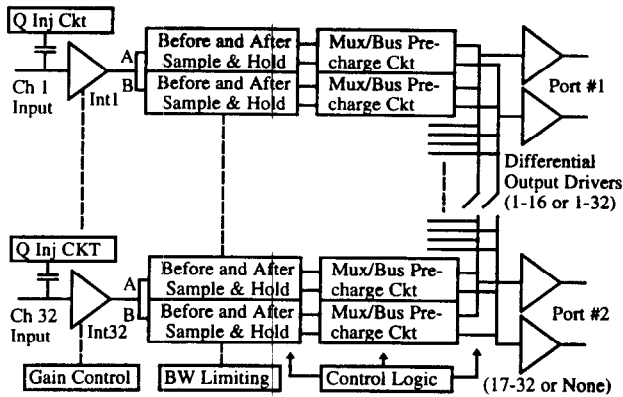 Q Inj Ckt
Ch 1
Input
Int1
A
B
Before and After
Sample & Hold
Before and After
Sample & Hold
Mux/Bus Pre-
charge Ckt
Mux/Bus Pre-
charge Ckt
Port #1
Differential
Output Drivers
(1-16 or 1-32)
Q Inj CKT
Ch 32
Input
Int32
A
B
Before and After
Sample & Hold
Before and After
Sample & Hold
Mux/Bus Pre-
charge Ckt
Mux/Bus Pre-
charge Ckt
Port #2
Gain Control
BW Limiting
Control Logic
(17-32 or None)